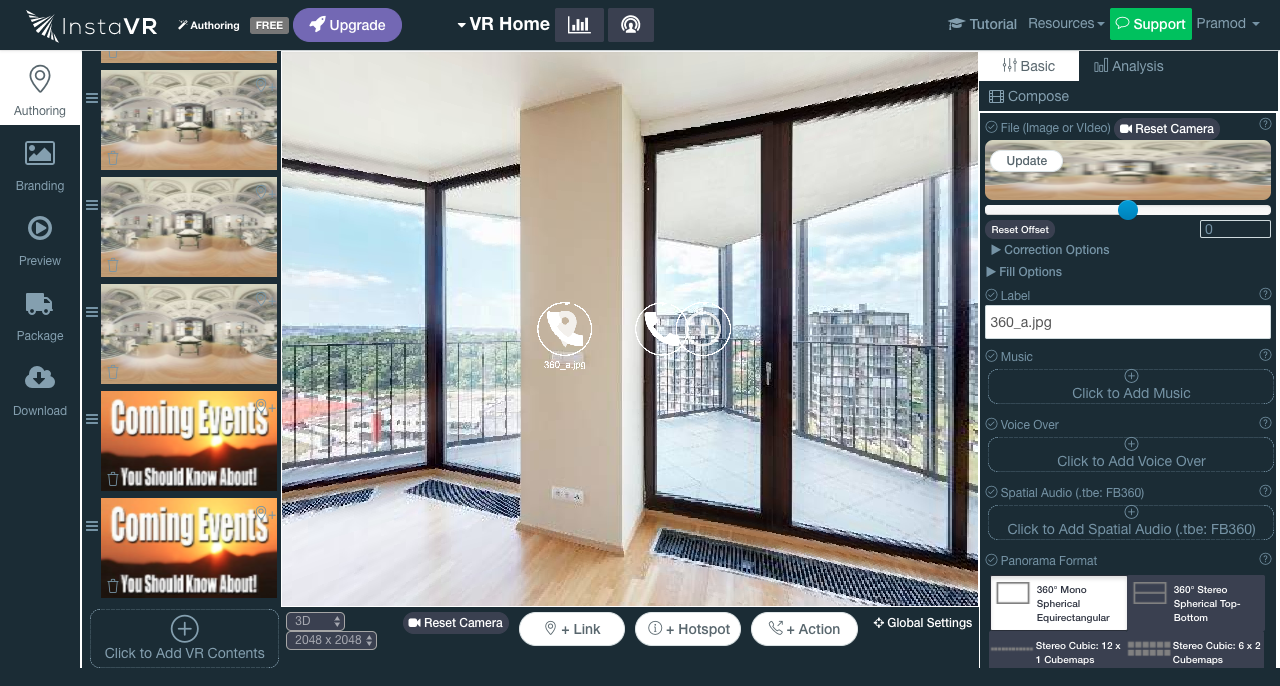 InstaVR
Authoring
FREE
Upgrade
VR Home
Tutorial
Resources
Support
Pramod
Authoring
Branding
Preview
Package
Download
Coming Events
You Should Know About!
Coming Events
You Should Know About!
Click to Add VR Contents
360_a.jpg
3D
2048 x 2048
Reset Camera
+ Link
+ Hotspot
+ Action
Global Settings
Basic
Analysis
Compose
File (Image or VIdeo)
Reset Camera
Update
Reset Offset
0
Correction Options
Fill Options
Label
360_a.jpg
Music
Click to Add Music
Voice Over
Click to Add Voice Over
Spatial Audio (.tbe: FB360)
Click to Add Spatial Audio (.tbe: FB360)
Panorama Format
360° Mono
Spherical
Equirectangular
360° Stereo
Spherical Top-
Bottom
Stereo Cubic: 12 x
1 Cubemaps
Stereo Cubic: 6 x 2
Cubemaps